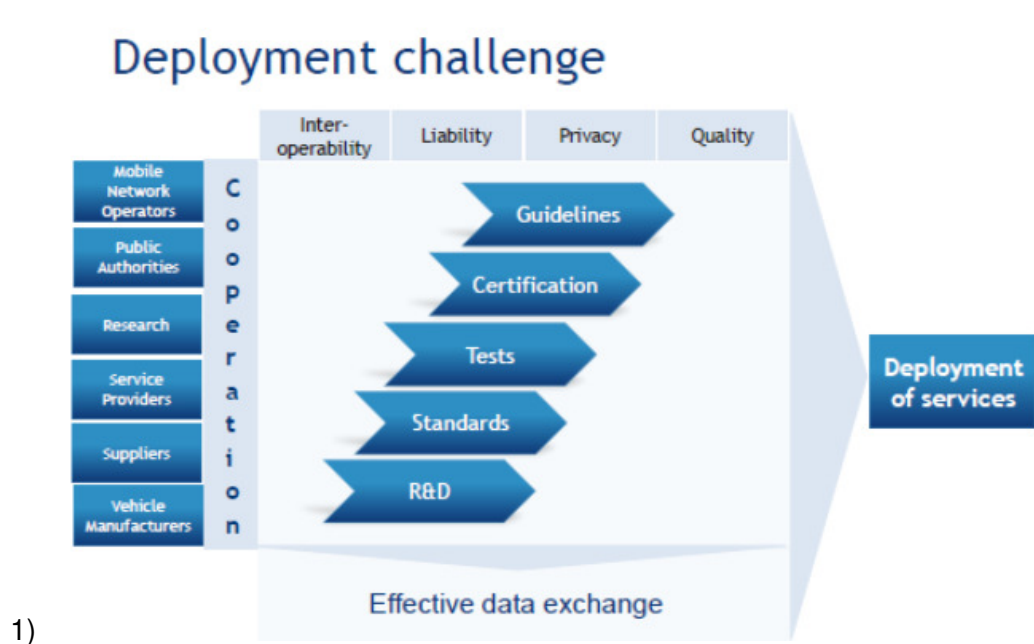 Deployment challenge
Inter-
operability
Liability
Privacy
Quality
Mobile
Network
Operators
Public
Authorities
Research
Service
Providers
Suppliers
Vehicle
Manufacturers
Cooperation
Guidelines
Certification
Tests
Standards
R&D
Deployment
of services
Effective data exchange
1)